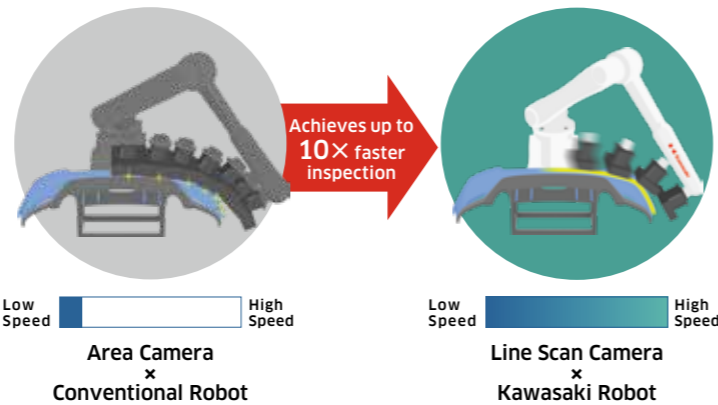 Achieves up to
10× faster
inspection
Low
Speed
High
Speed
Area Camera
×
Conventional Robot
Low
Speed
High
Speed
Line Scan Camera
×
Kawasaki Robot